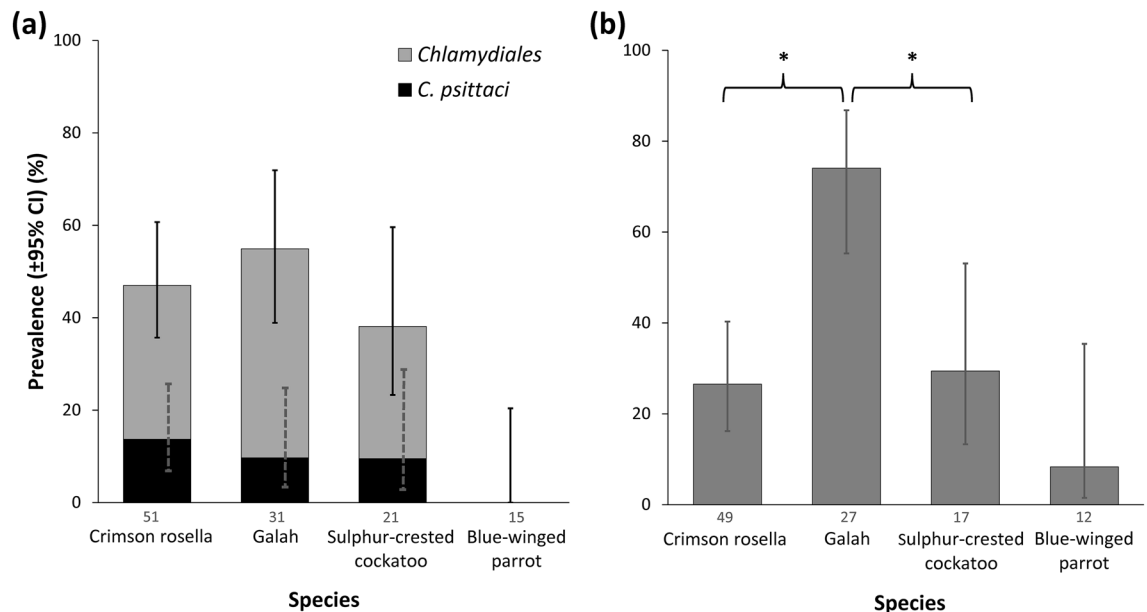 (a)
100
80
60
40
20
0
Prevalence (±95% CI) (%)
Chlamydiales
C. psittaci
51
31
21
15
Crimson rosella
Galah
Sulphur-crested
cockatoo
Blue-winged
parrot
Species
(b)
100
80
60
40
20
0
*
*
49
27
17
12
Crimson rosella
Galah
Sulphur-crested
cockatoo
Blue-winged
parrot
Species